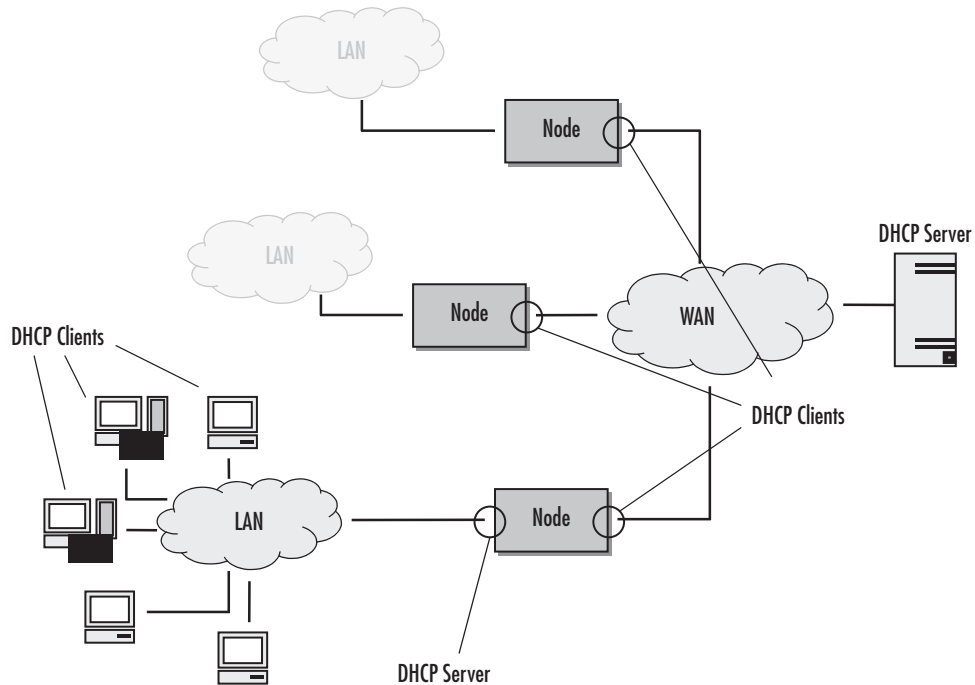 LAN
Node
DHCP Server
LAN
Node
WAN
DHCP Clients
DHCP Clients
LAN
Node
DHCP Server